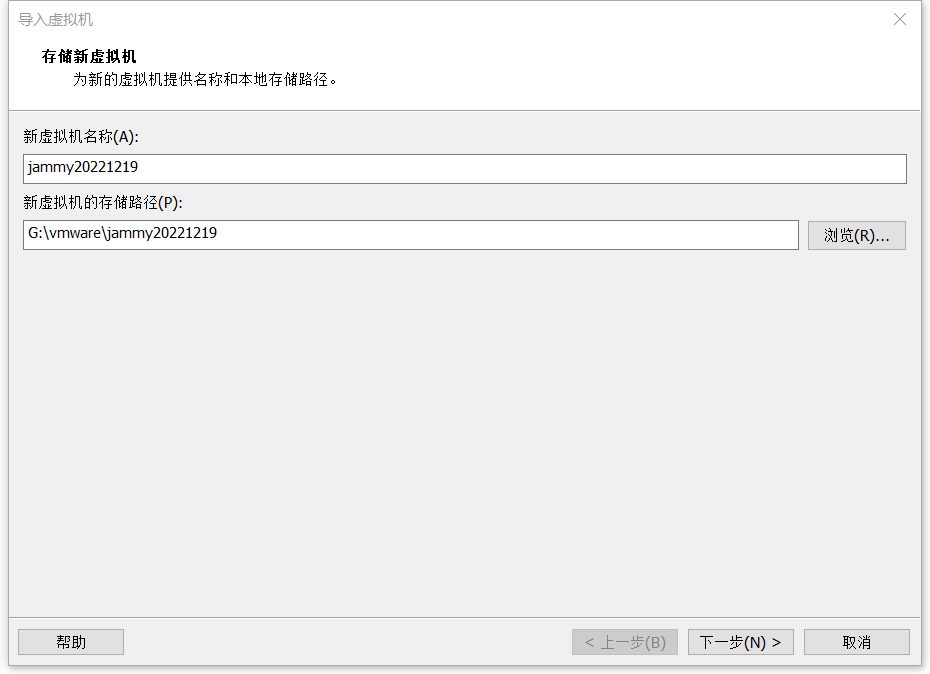 导入虚拟机
存储新虚拟机
为新的虚拟机提供名称和本地存储路径。
新虚拟机名称(A):
jammy20221219
新虚拟机的存储路径(P):
G:\vmware\jammy20221219
浏览(R)...
帮助
< 上一步(B)
下一步(N) >
取消